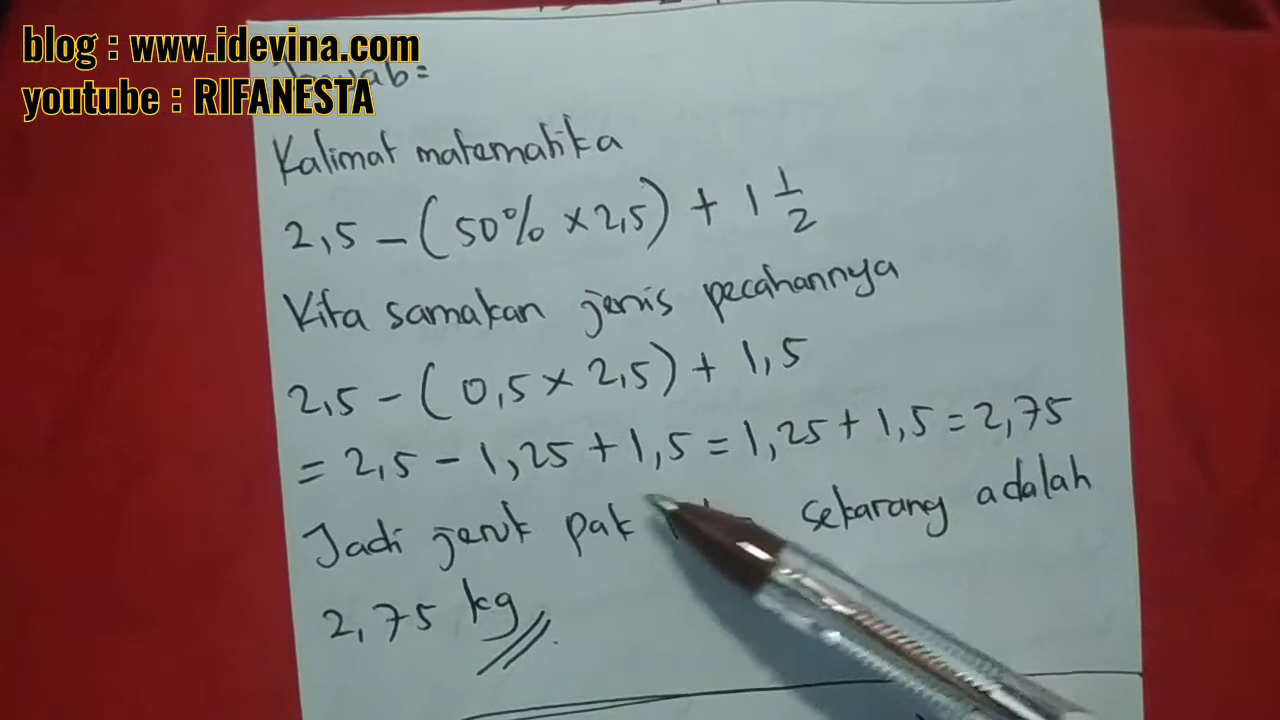 blog : www.idevina.com
youtube : RIFANESTA
Jawab=
Kalimat matematika
2,5 - (50% × 2,5) + 1 1/2
Kita samakan jenis pecahannya
2,5 - (0,5 × 2,5) + 1,5
= 2,5 - 1,25 + 1,5 = 1,25 + 1,5 = 2,75
Jadi jeruk pak sekarang adalah
2,75 kg